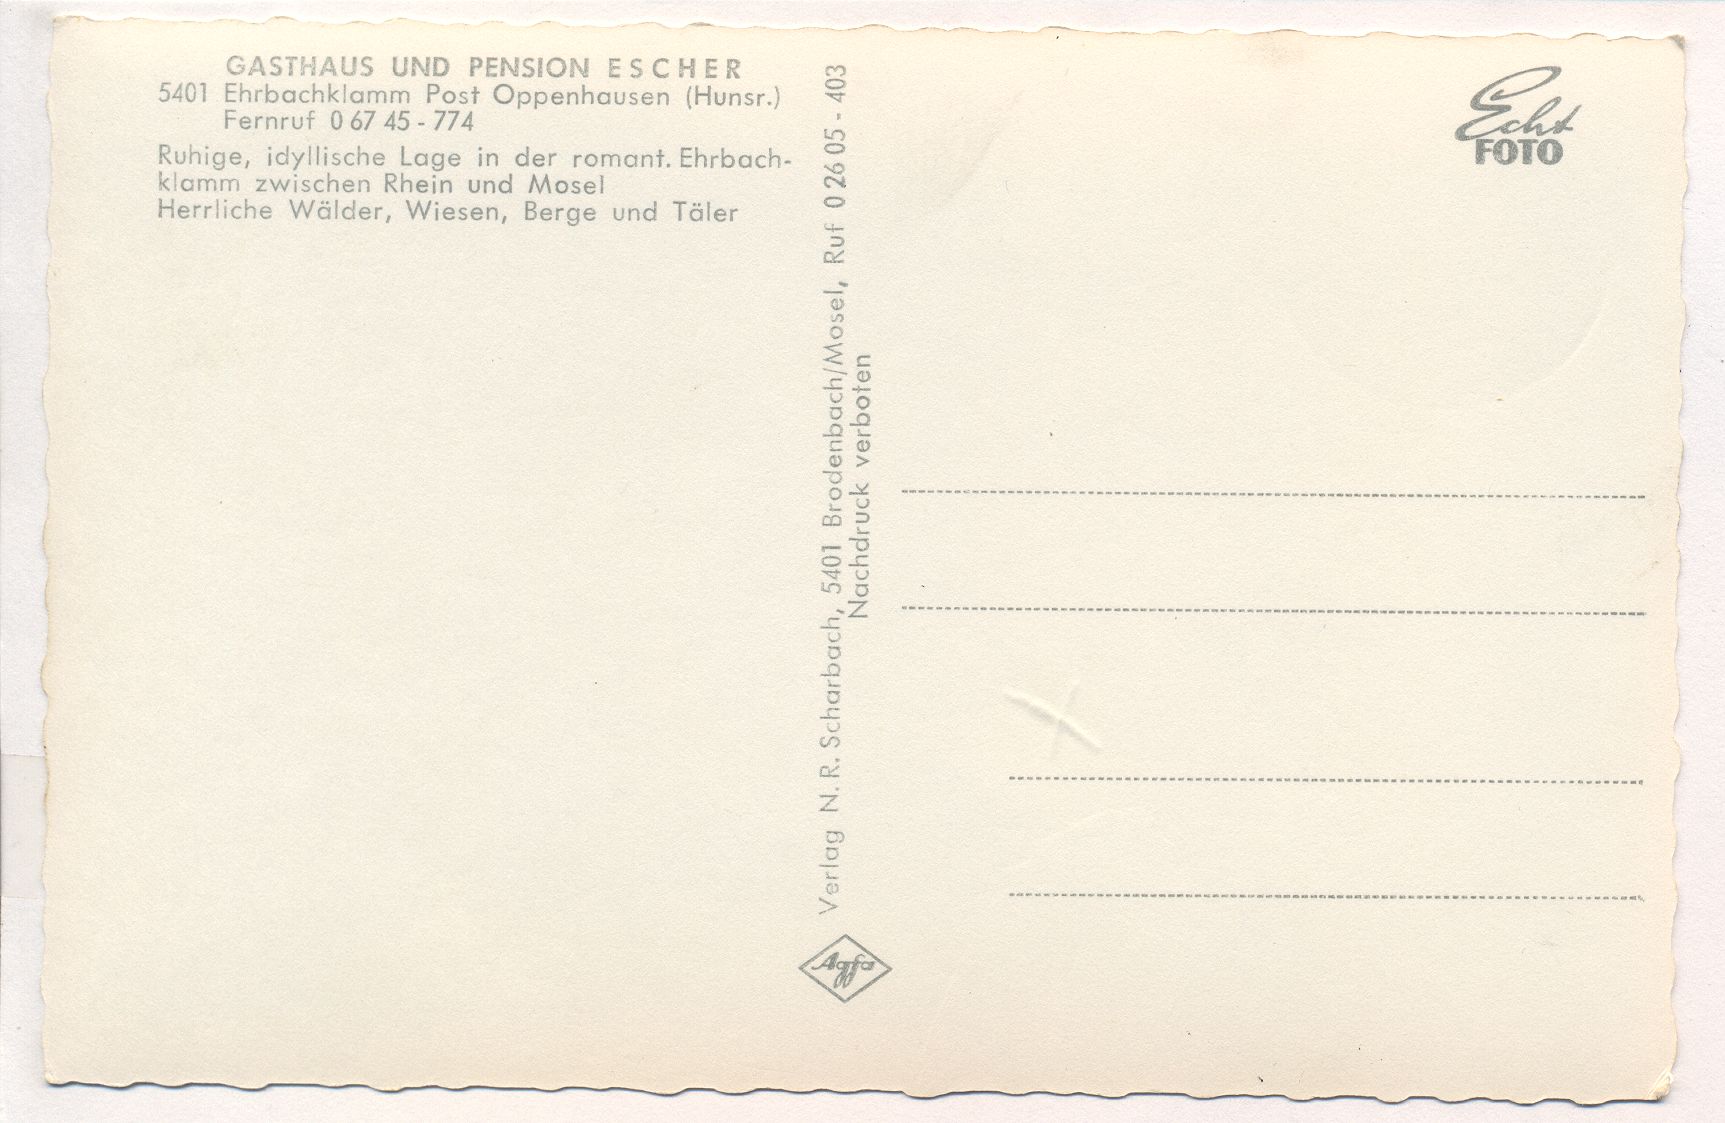 GASTHAUS UND PENSION ESCHER
5401 Ehrbachklamm Post Oppenhausen (Hunsr.)
Fernruf 0 67 45 - 774
Ruhige, idyllische Lage in der romant. Ehrbach-
klamm zwischen Rhein und Mosel
Herrliche Wälder, Wiesen, Berge und Täler
Verlag N. R. Scharbach, 5401 Brodenbach/Mosel, Ruf 0 26 05 - 403
Nachdruck verboten
Agfa
Echt
FOTO